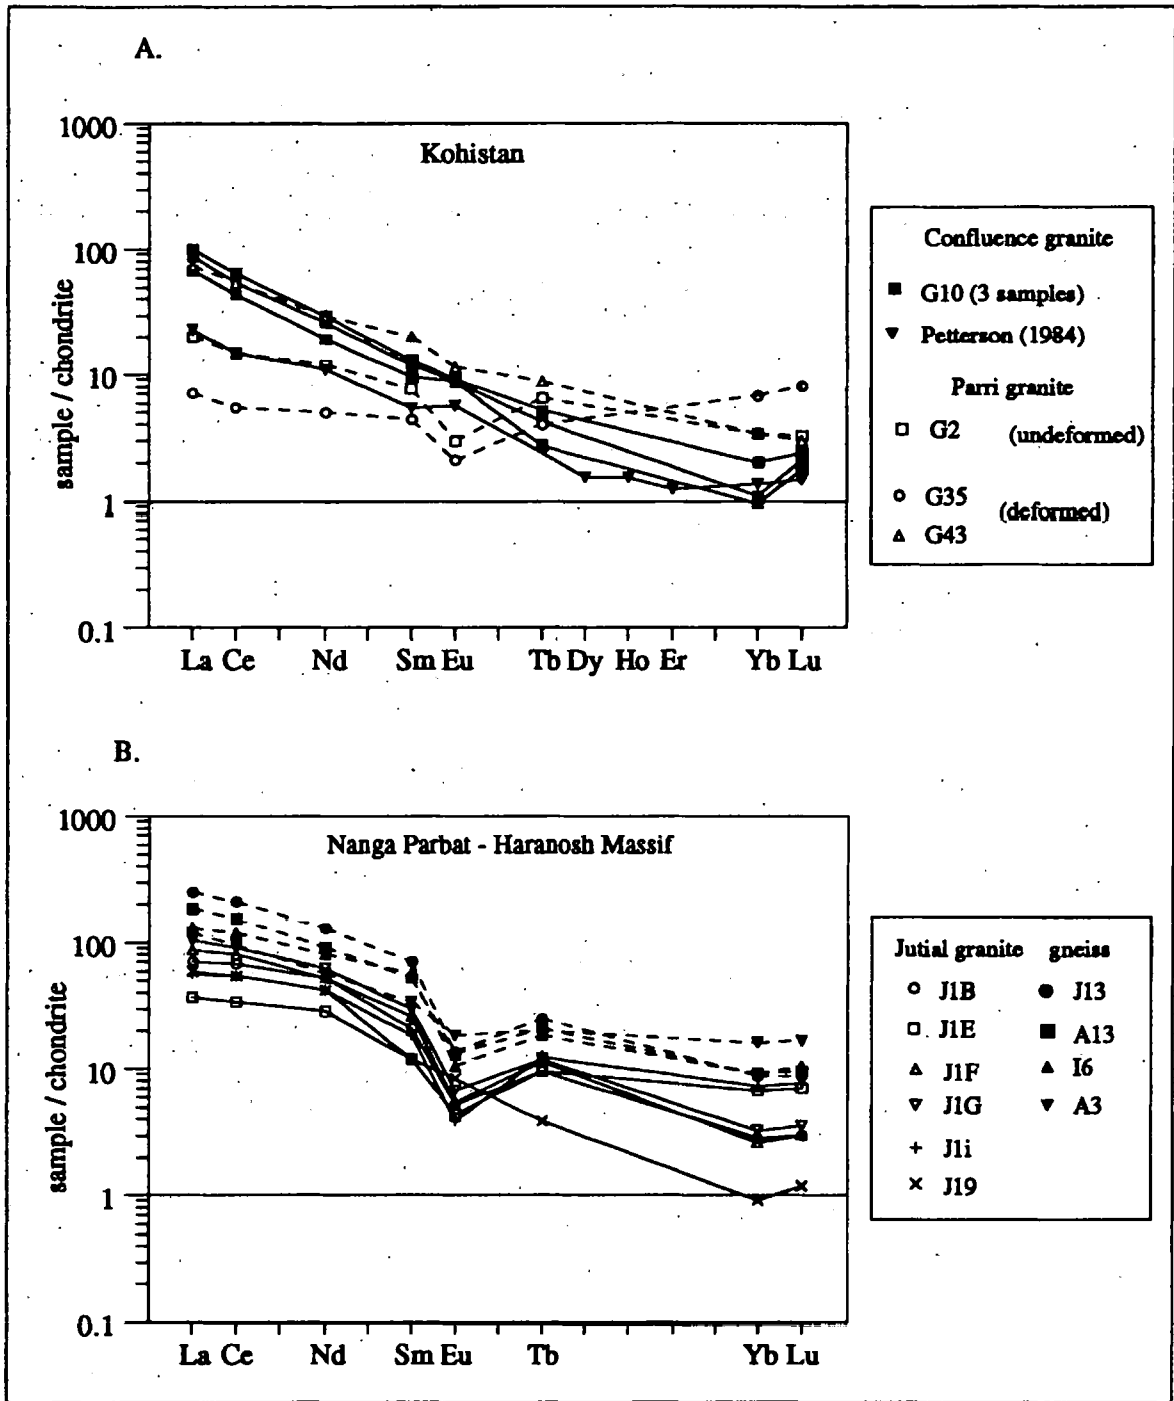 A.
Kohistan
1000
100
10
1
0.1
sample / chondrite
La Ce Nd Sm Eu Tb Dy Ho Er Yb Lu
Confluence granite
G10 (3 samples)
Petterson (1984)
Parri granite
G2 (undeformed)
G35 (deformed)
G43
B.
Nanga Parbat - Haranosh Massif
1000
100
10
1
0.1
sample / chondrite
La Ce Nd Sm Eu Tb Yb Lu
Jutial granite gneiss
J1B J13
J1E A13
J1F I6
J1G A3
J1i
J19